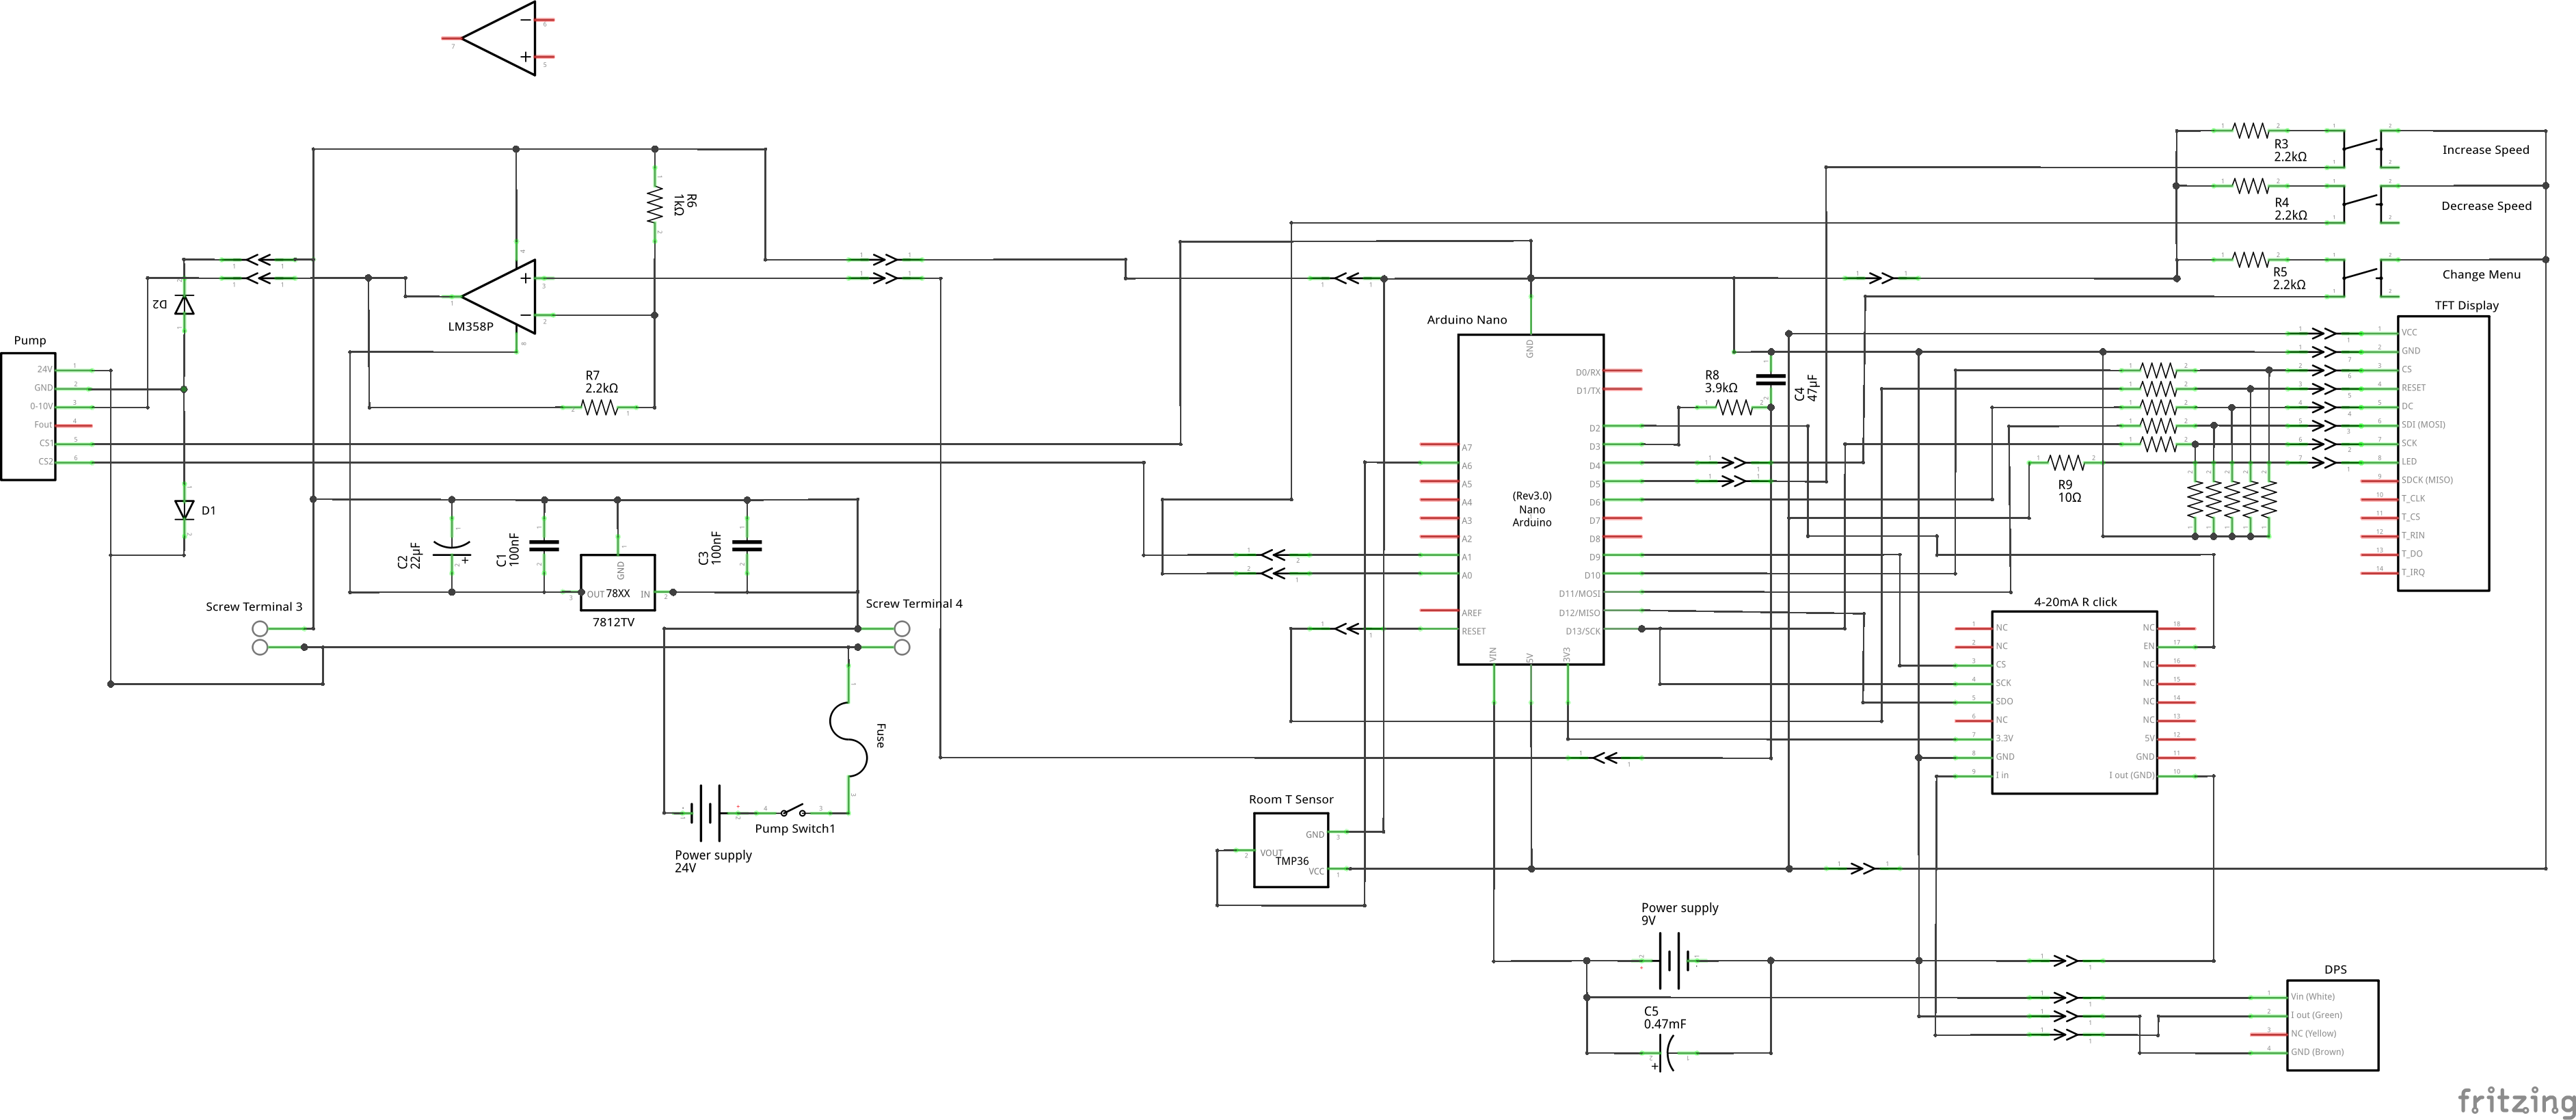 Increase Speed
R3
2.2kΩ
Decrease Speed
R4
2.2kΩ
Change Menu
R5
2.2kΩ
TFT Display
VCC
GND
CS
RESET
DC
SDI (MOSI)
SCK
LED
SDCK (MISO)
T_CLK
T_CS
T_RIN
T_DO
T_IRQ
R6
1kΩ
LM358P
D2
Pump
24V
GND
0-10V
Fout
CS1
CS2
R7
2.2kΩ
D1
C2
22µF
C1
100nF
C3
100nF
GND
OUT
78XX
IN
7812TV
Screw Terminal 3
Screw Terminal 4
Fuse
Pump Switch1
Power supply
24V
Arduino Nano
GND
D0/RX
D1/TX
D2
D3
D4
D5
D6
D7
D8
D9
D10
D11/MOSI
D12/MISO
D13/SCK
A7
A6
A5
A4
A3
A2
A1
A0
AREF
RESET
VIN
5V
3V3
(Rev3.0)
Nano
Arduino
R8
3.9kΩ
C4
47µF
R9
10Ω
4-20mA R click
NC
NC
CS
SCK
SDO
NC
3.3V
GND
I in
NC
EN
NC
NC
NC
NC
5V
GND
I out (GND)
Room T Sensor
GND
VOUT
TMP36
VCC
Power supply
9V
C5
0.47mF
DPS
Vin (White)
I out (Green)
NC (Yellow)
GND (Brown)
fritzing